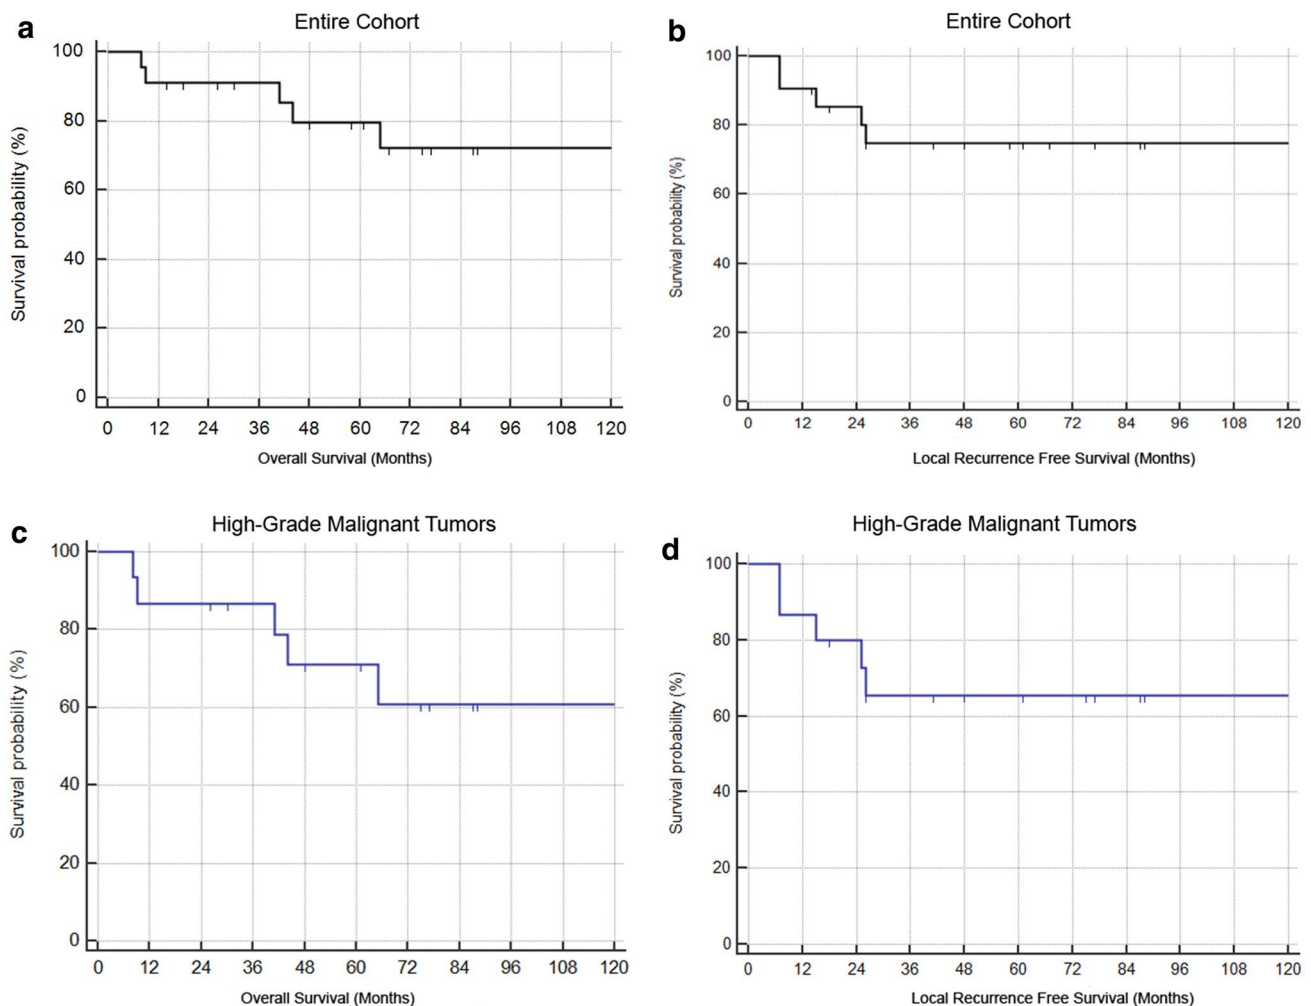 a
Entire Cohort
100
80
60
40
20
0
Survival probability (%)
0 12 24 36 48 60 72 84 96 108 120
Overall Survival (Months)
b
Entire Cohort
100
80
60
40
20
0
Survival probability (%)
0 12 24 36 48 60 72 84 96 108 120
Local Recurrence Free Survival (Months)
c
High-Grade Malignant Tumors
100
80
60
40
20
0
Survival probability (%)
0 12 24 36 48 60 72 84 96 108 120
Overall Survival (Months)
d
High-Grade Malignant Tumors
100
80
60
40
20
0
Survival probability (%)
0 12 24 36 48 60 72 84 96 108 120
Local Recurrence Free Survival (Months)